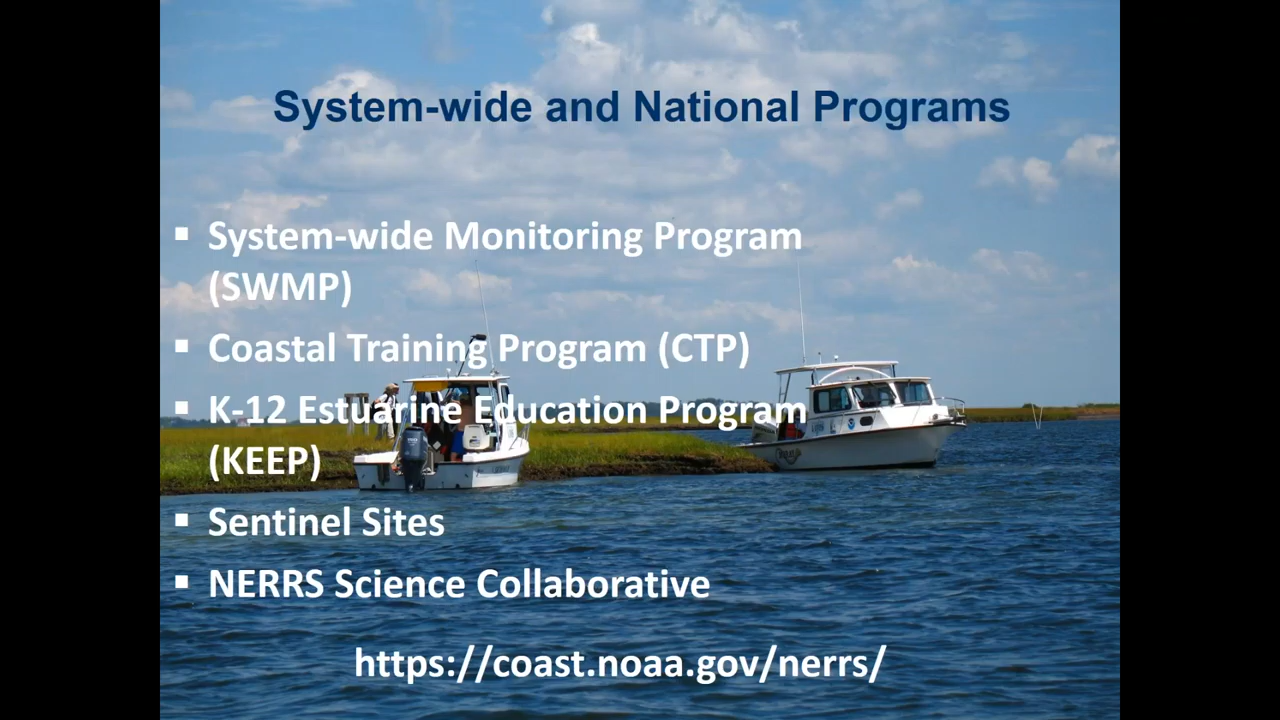 System-wide and National Programs
▪ System-wide Monitoring Program
(SWMP)
▪ Coastal Training Program (CTP)
▪ K-12 Estuarine Education Program
(KEEP)
▪ Sentinel Sites
▪ NERRS Science Collaborative
https://coast.noaa.gov/nerrs/